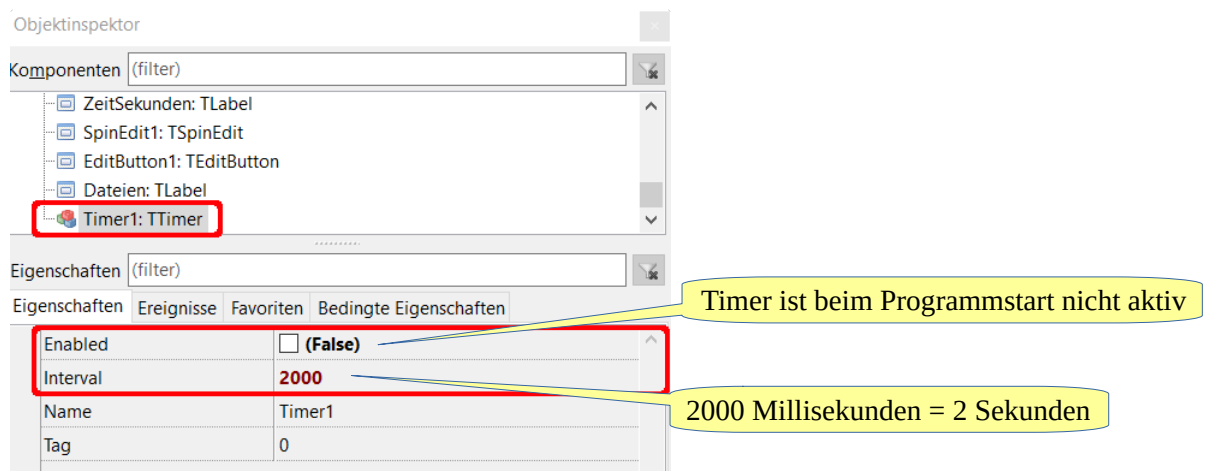 Objektinspektor
Komponenten (filter)
ZeitSekunden: TLabel
SpinEdit1: TSpinEdit
EditButton1: TEditButton
Dateien: TLabel
Timer1: TTimer
Eigenschaften (filter)
Eigenschaften Ereignisse Favoriten Bedingte Eigenschaften
Timer ist beim Programmstart nicht aktiv
Enabled (False)
Interval 2000
2000 Millisekunden = 2 Sekunden
Name Timer1
Tag 0